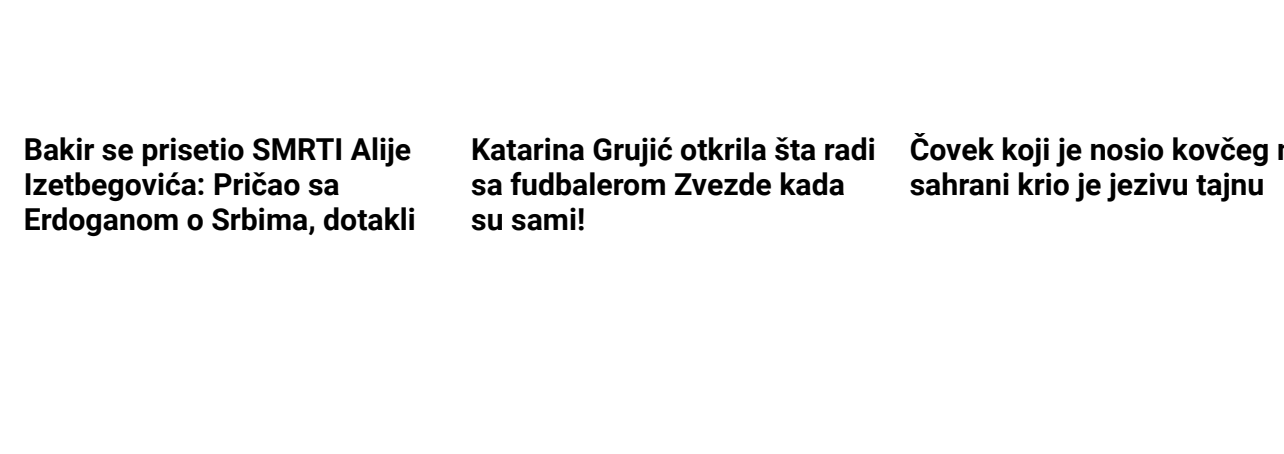 Bakir se prisetio SMRTI Alije
Izetbegovića: Pričao sa
Erdoganom o Srbima, dotakli
Katarina Grujić otkrila šta radi
sa fudbalerom Zvezde kada
su sami!
Čovek koji je nosio kovčeg
sahrani krio je jezivu tajnu